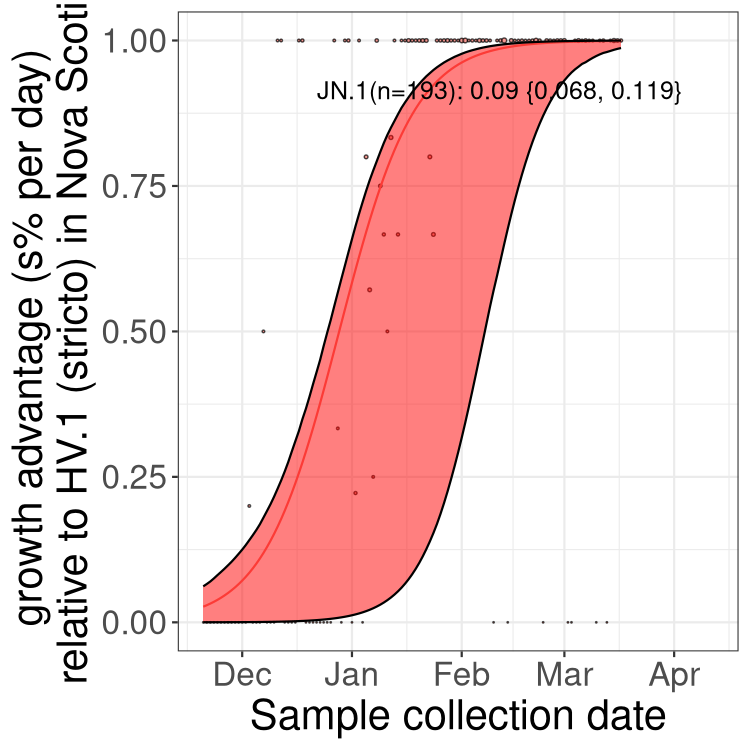 growth advantage (s% per day)
relative to HV.1 (stricto) in Nova Scoti
1.00
0.75
0.50
0.25
0.00
JN.1(n=193): 0.09 {0.068, 0.119}
Dec Jan Feb Mar Apr
Sample collection date